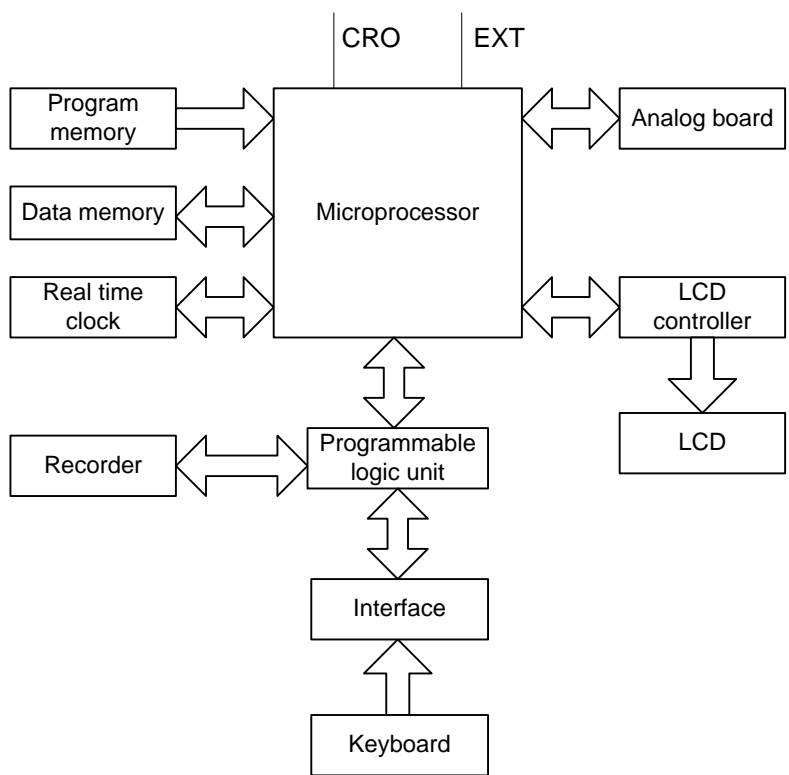 CRO
EXT
Program
memory
Analog board
Data memory
Microprocessor
Real time
clock
LCD
controller
Recorder
Programmable
logic unit
LCD
Interface
Keyboard